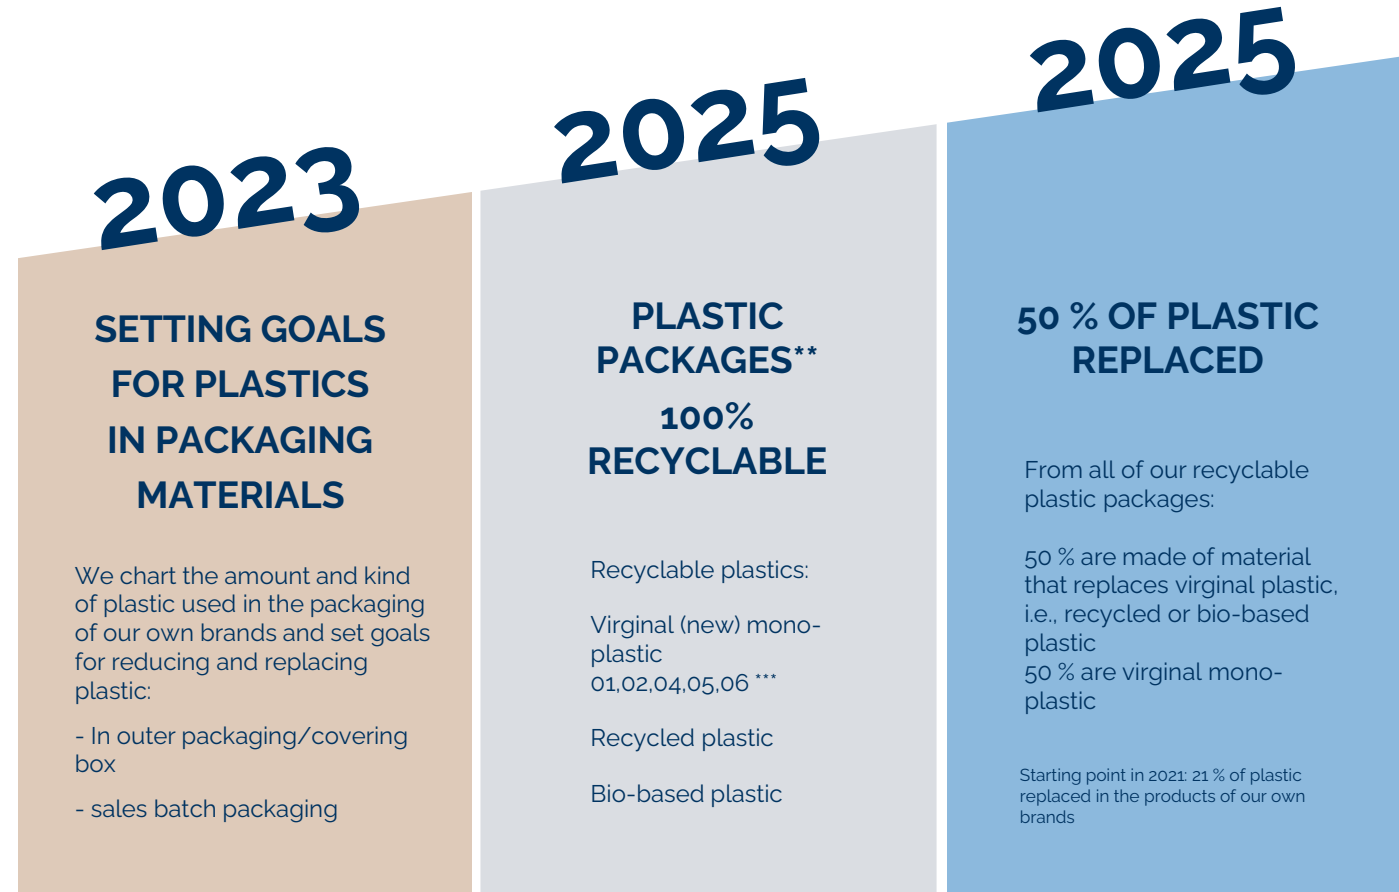 2023
SETTING GOALS
FOR PLASTICS
IN PACKAGING
MATERIALS
We chart the amount and kind
of plastic used in the packaging
of our own brands and set goals
for reducing and replacing
plastic:
- In outer packaging/covering
box
- sales batch packaging
2025
PLASTIC
PACKAGES**
100%
RECYCLABLE
Recyclable plastics:
Virginal (new) mono-
plastic
01,02,04,05,06 ***
Recycled plastic
Bio-based plastic
2025
50 % OF PLASTIC
REPLACED
From all of our recyclable
plastic packages:
50 % are made of material
that replaces virginal plastic,
i.e., recycled or bio-based
plastic
50 % are virginal mono-
plastic
Starting point in 2021: 21 % of plastic
replaced in the products of our own
brands